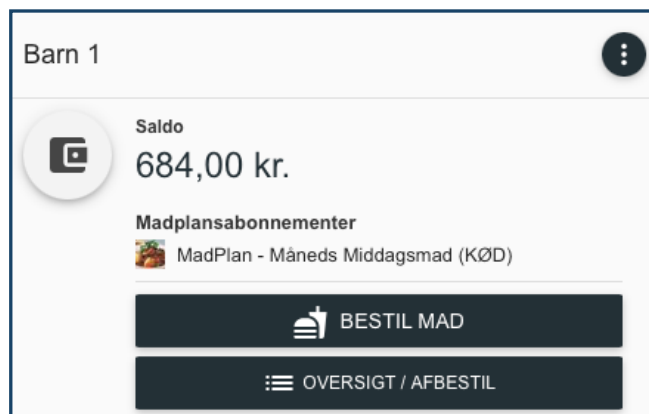 Barn 1
Saldo
684,00 kr.
Madplansabonnementer
MadPlan - Måneds Middagsmad (KØD)
BESTIL MAD
OVERSIGT / AFBESTIL